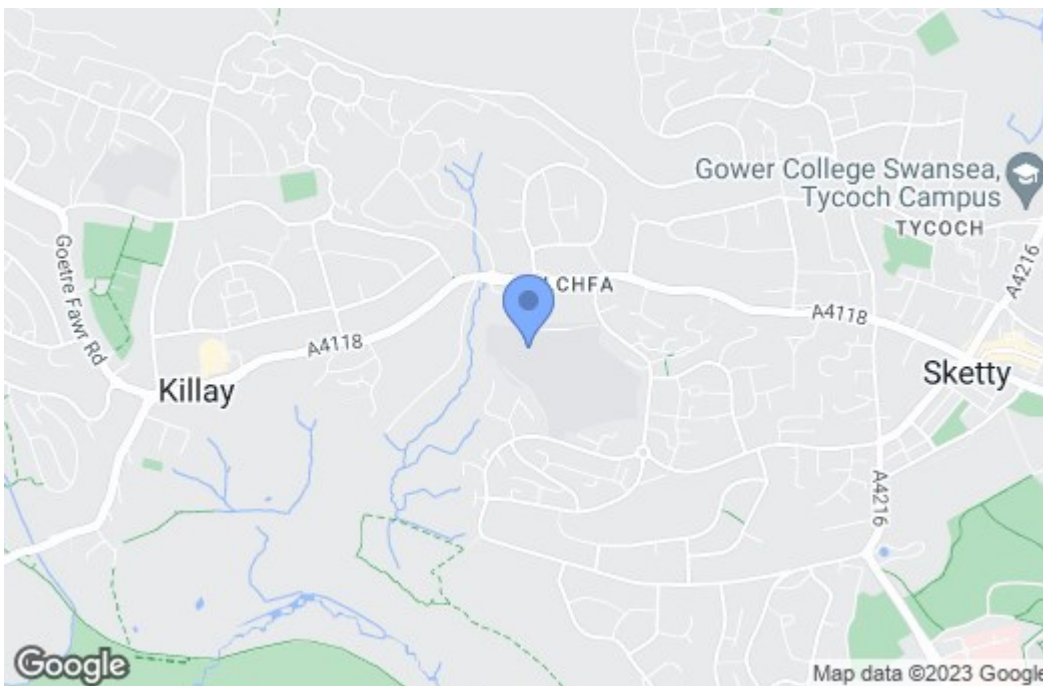 Gower College Swansea,
Tycoch Campus
TYCOCH
A4216
Goetre Fawr Rd
LCHFA
A4118
A4118
Killay
Sketty
A4216
Google
Map data ©2023 Google